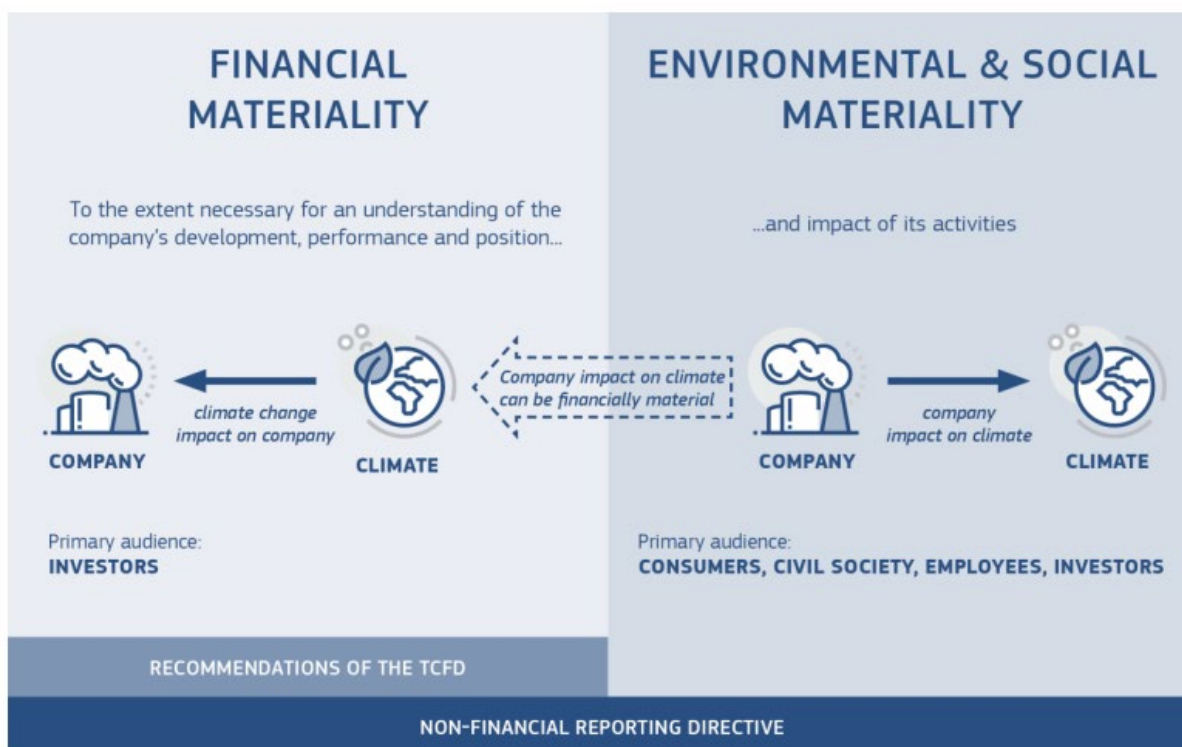 FINANCIAL
MATERIALITY
To the extent necessary for an understanding of the
company's development, performance and position...
climate change
impact on company
COMPANY
CLIMATE
Primary audience:
INVESTORS
RECOMMENDATIONS OF THE TCFD
Company impact on climate
can be financially material
ENVIRONMENTAL & SOCIAL
MATERIALITY
...and impact of its activities
company
impact on climate
COMPANY
CLIMATE
Primary audience:
CONSUMERS, CIVIL SOCIETY, EMPLOYEES, INVESTORS
NON-FINANCIAL REPORTING DIRECTIVE